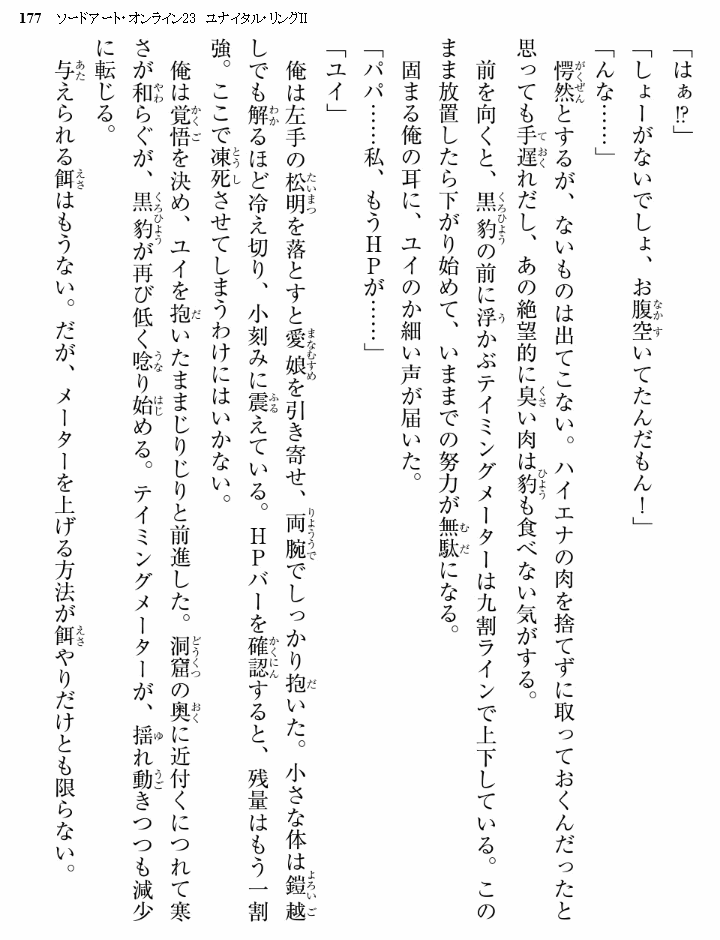 177　ソードアート・オンライン23　ユナイタル・リングⅡ
「はぁ!?」
「しょーがないでしょ、お腹空いてたんだもん！」
「んな……」
愕然とするが、ないものは出てこない。ハイエナの肉を捨てずに取っておくんだったと
思っても手遅れだし、あの絶望的に臭い肉は豹も食べない気がする。
前を向くと、黒豹の前に浮かぶテイミングメーターは九割ラインで上下している。この
まま放置したら下がり始めて、いままでの努力が無駄になる。
固まる俺の耳に、ユイのか細い声が届いた。
「パパ……私、もうＨＰが……」
「ユイ」
俺は左手の松明を落とすと愛娘を引き寄せ、両腕でしっかり抱いた。小さな体は鎧越
しでも解るほど冷え切り、小刻みに震えている。ＨＰバーを確認すると、残量はもう一割
強。ここで凍死させてしまうわけにはいかない。
俺は覚悟を決め、ユイを抱いたままじりじりと前進した。洞窟の奥に近付くにつれて寒
さが和らぐが、黒豹が再び低く唸り始める。テイミングメーターが、揺れ動きつつも減少
に転じる。
与えられる餌はもうない。だが、メーターを上げる方法が餌やりだけとも限らない。